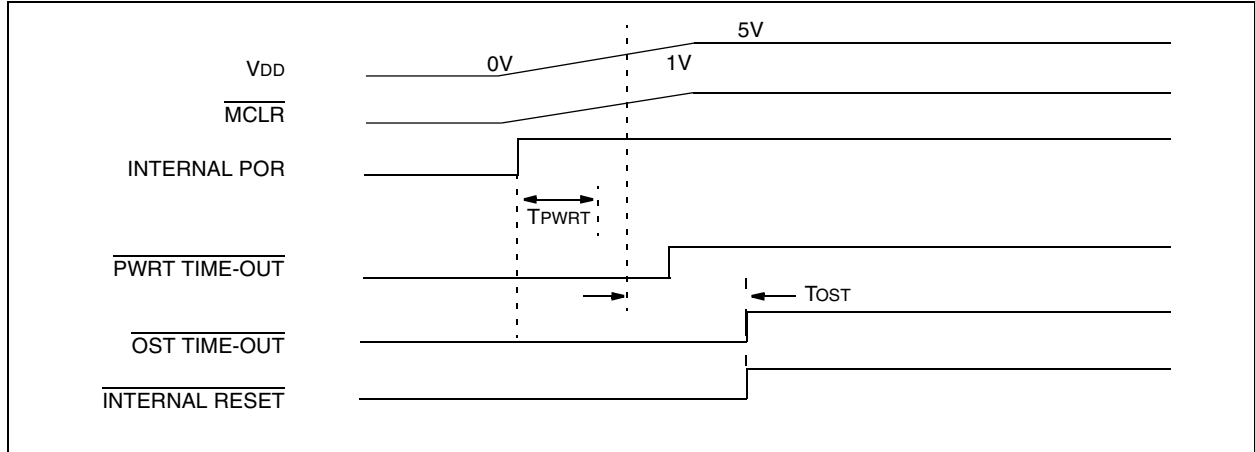 5V
0V
1V
VDD
MCLR
INTERNAL POR
TPWRT
PWRT TIME-OUT
TOST
OST TIME-OUT
INTERNAL RESET